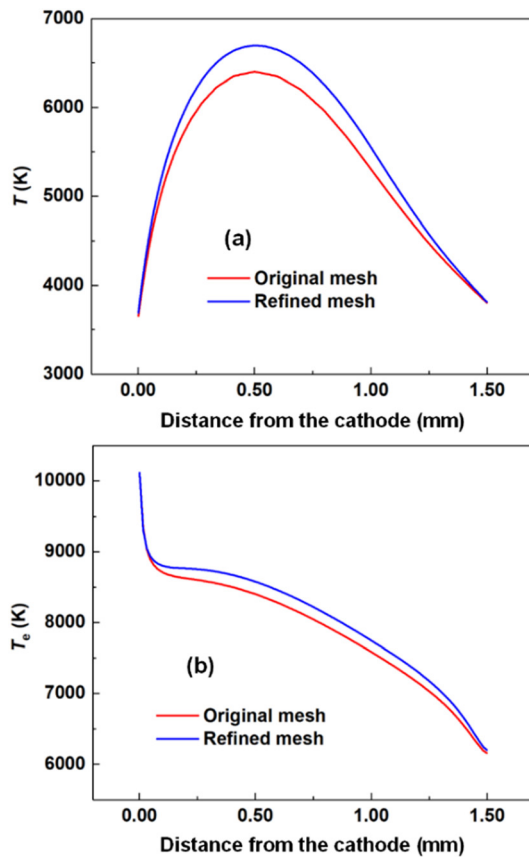 7000
6000
5000
4000
3000
T (K)
(a)
Original mesh
Refined mesh
0.00 0.50 1.00 1.50
Distance from the cathode (mm)
10000
9000
8000
7000
6000
Te (K)
(b)
Original mesh
Refined mesh
0.00 0.50 1.00 1.50
Distance from the cathode (mm)